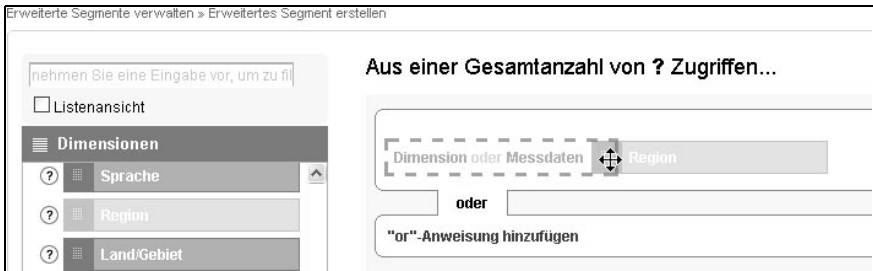 Erweiterte Segmente verwalten » Erweitertes Segment erstellen
nehmen Sie eine Eingabe vor, um zu fil
Listenansicht
Dimensionen
? Sprache
? Region
? Land/Gebiet
Aus einer Gesamtanzahl von ? Zugriffen...
Dimension oder Messdaten Region
oder
"or"-Anweisung hinzufügen